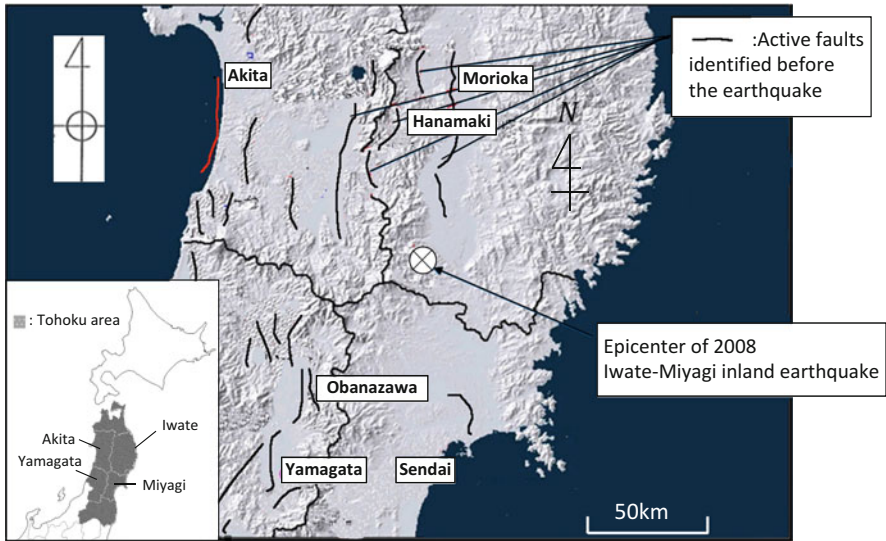 Akita
Morioka
Hanamaki
N
:Active faults
identified before
the earthquake
Epicenter of 2008
Iwate-Miyagi inland earthquake
: Tohoku area
Akita
Iwate
Yamagata
Miyagi
Obanazawa
Yamagata
Sendai
50km